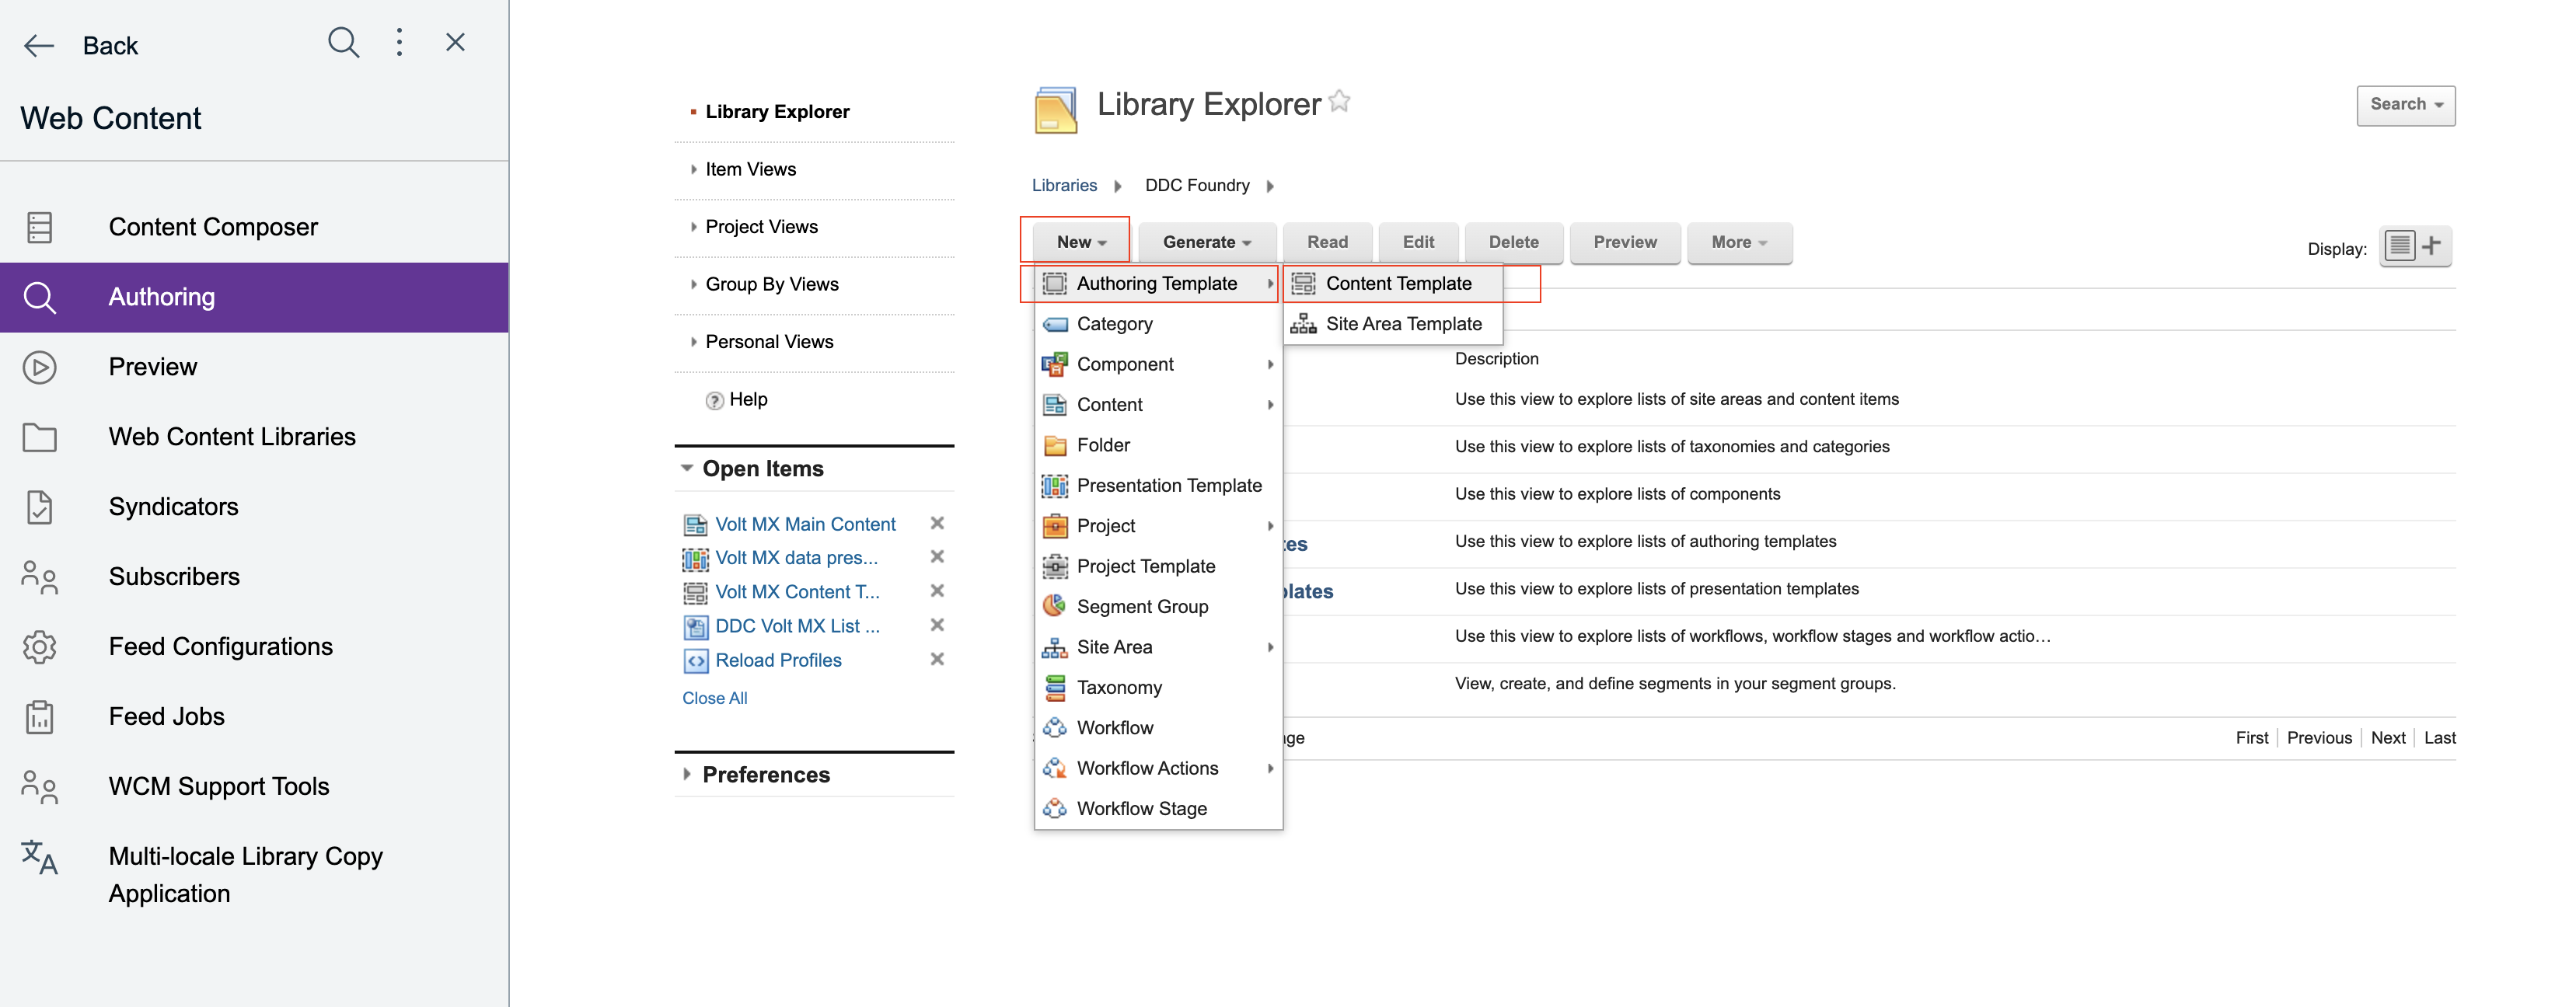 Back
Web Content
Content Composer
Authoring
Preview
Web Content Libraries
Syndicators
Subscribers
Feed Configurations
Feed Jobs
WCM Support Tools
Multi-locale Library Copy
Application
Library Explorer
Item Views
Project Views
Group By Views
Personal Views
Help
Open Items
Volt MX Main Content
Volt MX data pres...
Volt MX Content T...
DDC Volt MX List ...
Reload Profiles
Close All
Preferences
Library Explorer
Search
Libraries DDC Foundry
New Generate Read Edit Delete Preview More
Display:
Authoring Template
Category
Component
Content
Folder
Presentation Template
Project
Project Template
Segment Group
Site Area
Taxonomy
Workflow
Workflow Actions
Workflow Stage
Content Template
Site Area Template
Description
Use this view to explore lists of site areas and content items
Use this view to explore lists of taxonomies and categories
Use this view to explore lists of components
Use this view to explore lists of authoring templates
Use this view to explore lists of presentation templates
Use this view to explore lists of workflows, workflow stages and workflow actio...
View, create, and define segments in your segment groups.
First Previous Next Last